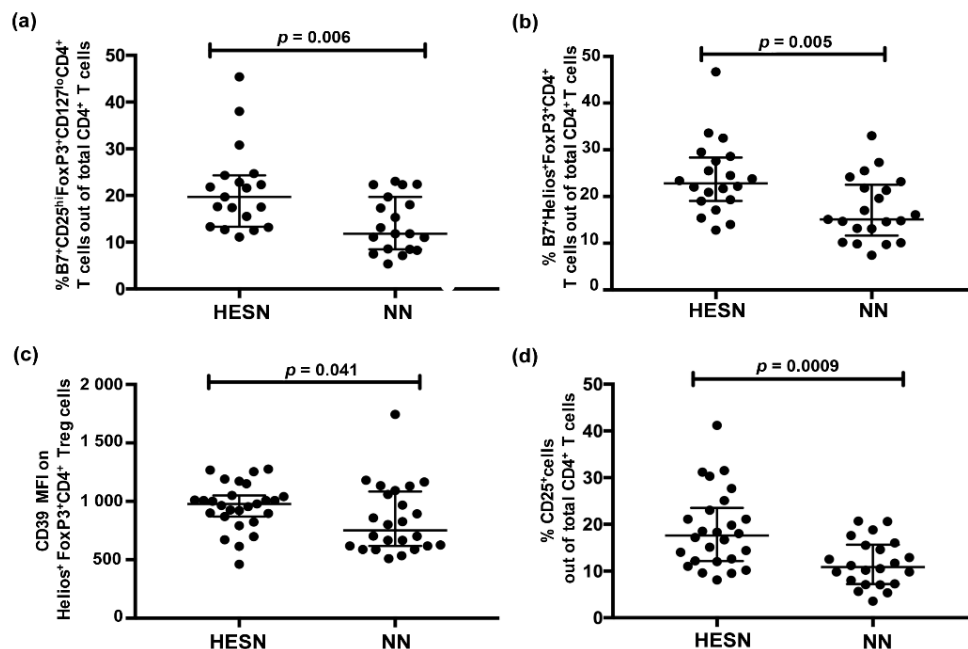 (a)
p = 0.006
%B7⁺CD25ʰⁱFoxP3⁺CD127ˡᵒCD4⁺
T cells out of total CD4⁺ T cells
50
40
30
20
10
0
HESN NN
(b)
p = 0.005
% B7⁺Helios⁺FoxP3⁺CD4⁺
T cells out of total CD4⁺ T cells
50
40
30
20
10
0
HESN NN
(c)
p = 0.041
CD39 MFI on
Helios⁺ FoxP3⁺CD4⁺ Treg cells
2 000
1 500
1 000
500
0
HESN NN
(d)
p = 0.0009
% CD25⁺cells
out of total CD4⁺ T cells
50
40
30
20
10
0
HESN NN